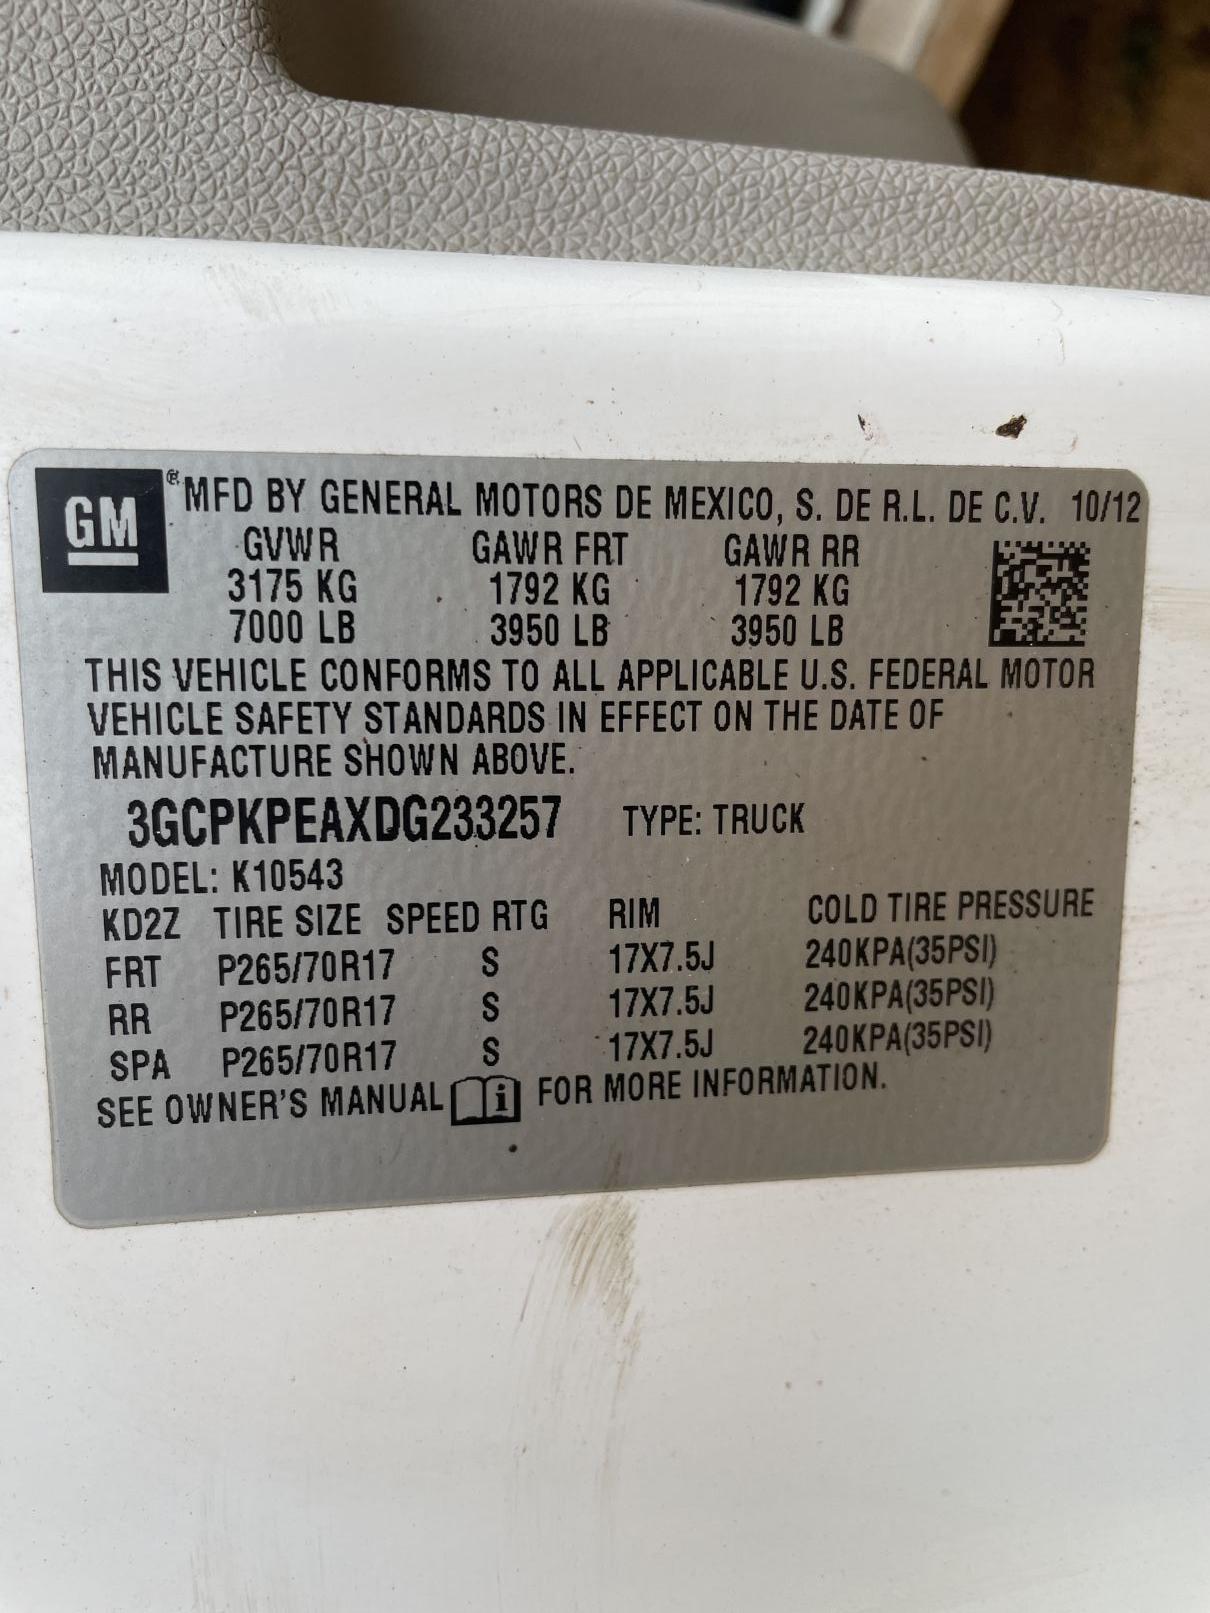 GM
® MFD BY GENERAL MOTORS DE MEXICO, S. DE R.L. DE C.V. 10/12
GVWR GAWR FRT GAWR RR
3175 KG 1792 KG 1792 KG
7000 LB 3950 LB 3950 LB
THIS VEHICLE CONFORMS TO ALL APPLICABLE U.S. FEDERAL MOTOR
VEHICLE SAFETY STANDARDS IN EFFECT ON THE DATE OF
MANUFACTURE SHOWN ABOVE.
3GCPKPEAXDG233257 TYPE: TRUCK
MODEL: K10543
KD2Z TIRE SIZE SPEED RTG RIM COLD TIRE PRESSURE
FRT P265/70R17 S 17X7.5J 240KPA(35PSI)
RR P265/70R17 S 17X7.5J 240KPA(35PSI)
SPA P265/70R17 S 17X7.5J 240KPA(35PSI)
SEE OWNER'S MANUAL i FOR MORE INFORMATION.